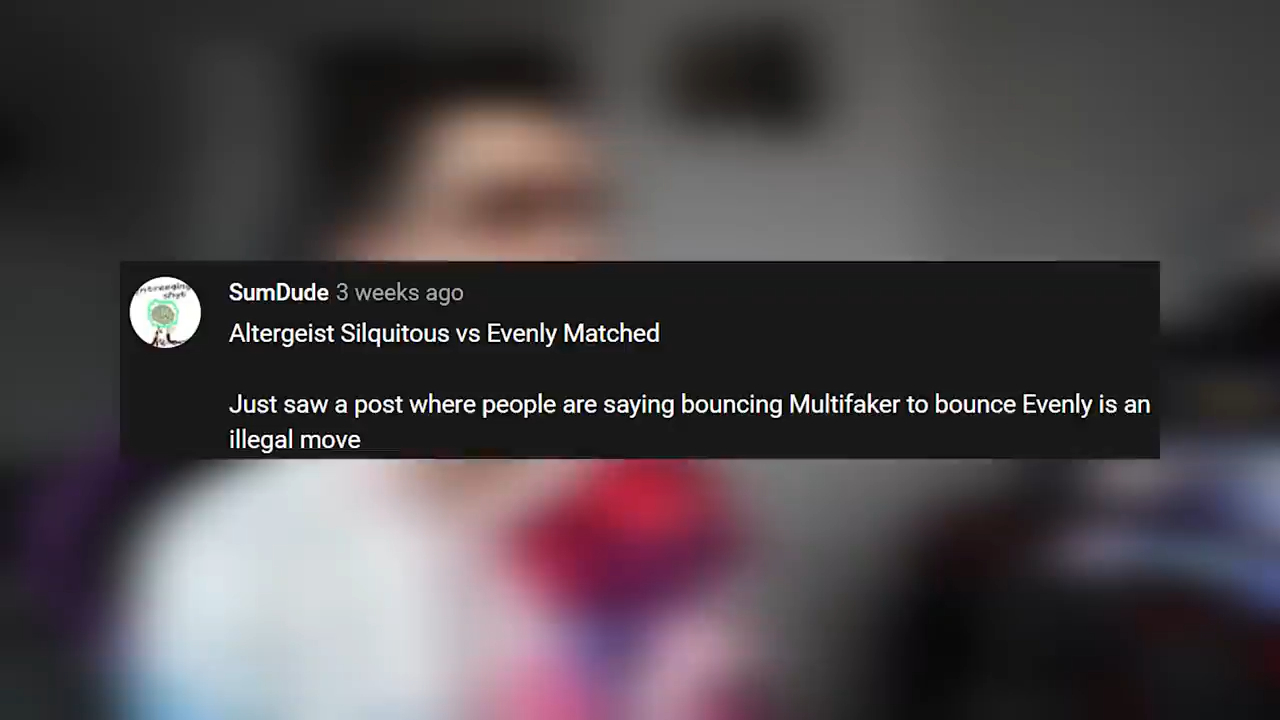 SumDude 3 weeks ago
Altergeist Silquitous vs Evenly Matched
Just saw a post where people are saying bouncing Multifaker to bounce Evenly is an
illegal move